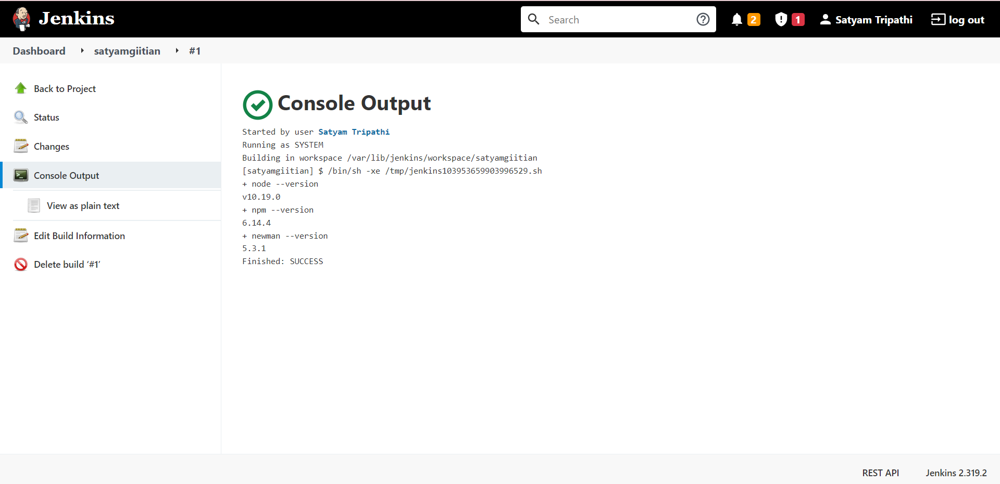 Jenkins
Search
2
1
Satyam Tripathi
log out
Dashboard
satyamgiitian
#1
Back to Project
Status
Changes
Console Output
View as plain text
Edit Build Information
Delete build ‘#1’
Console Output
Started by user Satyam Tripathi
Running as SYSTEM
Building in workspace /var/lib/jenkins/workspace/satyamgiitian
[satyamgiitian] $ /bin/sh -xe /tmp/jenkins103953659903996529.sh
+ node --version
v10.19.0
+ npm --version
6.14.4
+ newman --version
5.3.1
Finished: SUCCESS
REST API
Jenkins 2.319.2